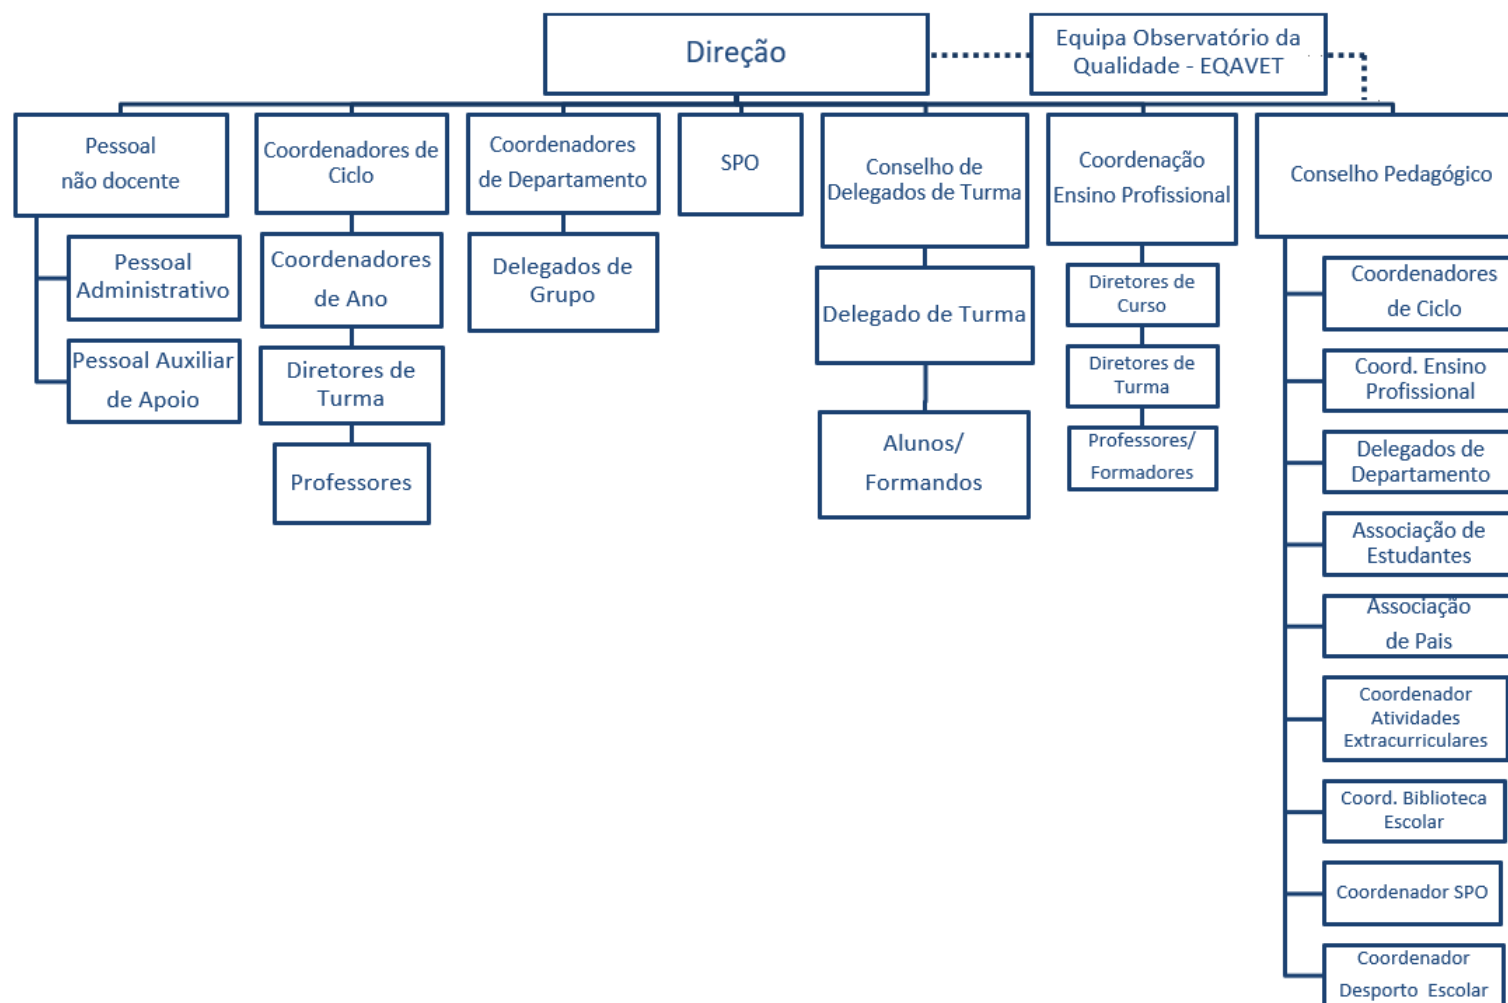 Direção
Equipa Observatório da
Qualidade - EQAVET
Pessoal
não docente
Coordenadores de
Ciclo
Coordenadores
de Departamento
SPO
Conselho de
Delegados de Turma
Coordenação
Ensino Profissional
Conselho Pedagógico
Pessoal
Administrativo
Pessoal Auxiliar
de Apoio
Coordenadores
de Ano
Diretores de
Turma
Professores
Delegados de
Grupo
Delegado de Turma
Alunos/
Formandos
Diretores de
Curso
Diretores de
Turma
Professores/
Formadores
Coordenadores
de Ciclo
Coord. Ensino
Profissional
Delegados de
Departamento
Associação de
Estudantes
Associação
de Pais
Coordenador
Atividades
Extracurriculares
Coord. Biblioteca
Escolar
Coordenador SPO
Coordenador
Desporto Escolar